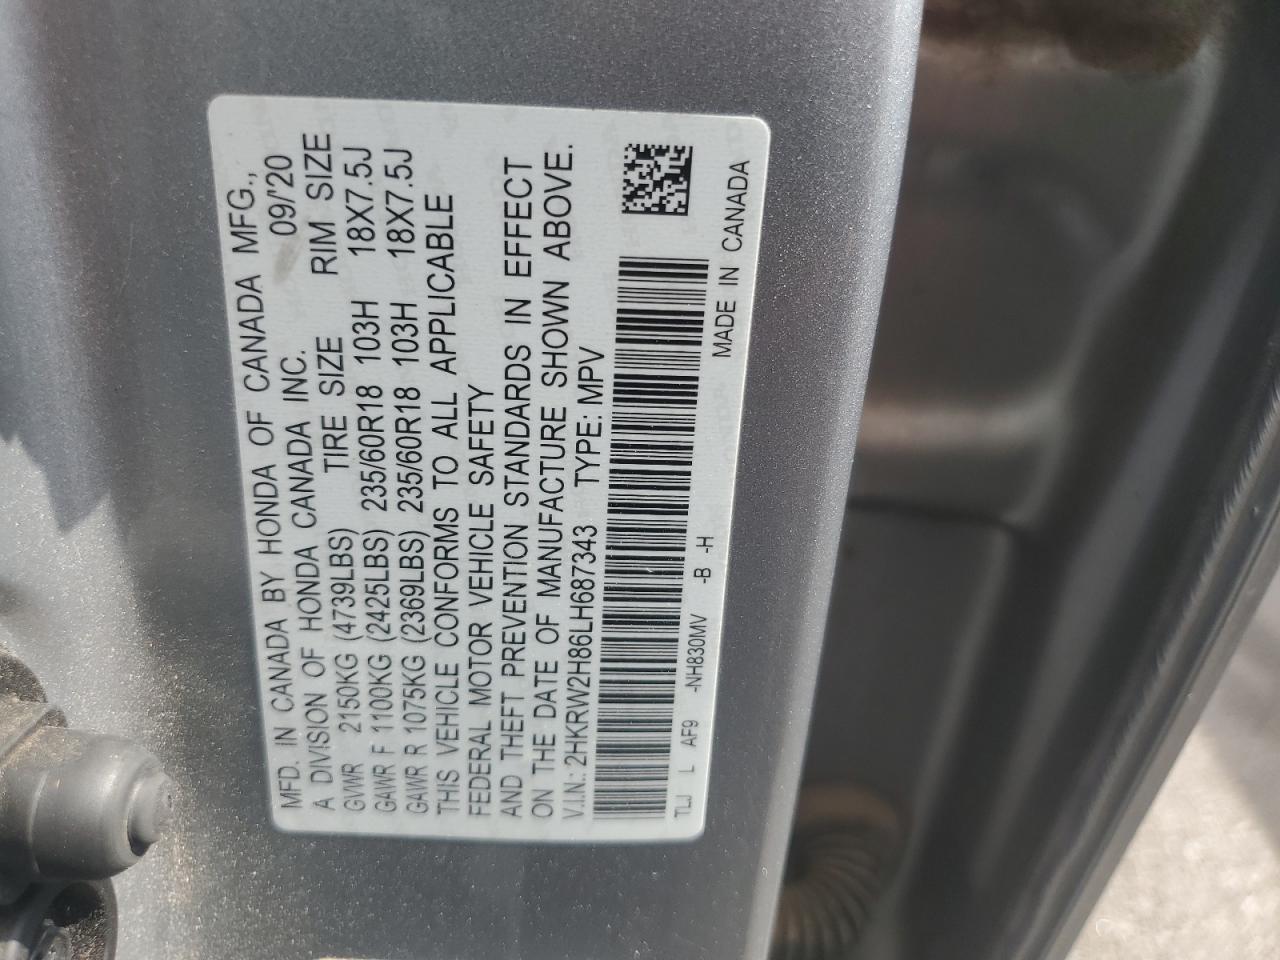 MFD. IN CANADA BY HONDA OF CANADA MFG.,
A DIVISION OF HONDA CANADA INC. 09/'20
GVWR 2150KG (4739LBS) TIRE SIZE RIM SIZE
GAWR F 1100KG (2425LBS) 235/60R18 103H 18X7.5J
GAWR R 1075KG (2369LBS) 235/60R18 103H 18X7.5J
THIS VEHICLE CONFORMS TO ALL APPLICABLE
FEDERAL MOTOR VEHICLE SAFETY
AND THEFT PREVENTION STANDARDS IN EFFECT
ON THE DATE OF MANUFACTURE SHOWN ABOVE.
V.I.N.: 2HKRW2H86LH687343 TYPE: MPV
TLJ L AF9 -NH830MV -B -H
MADE IN CANADA